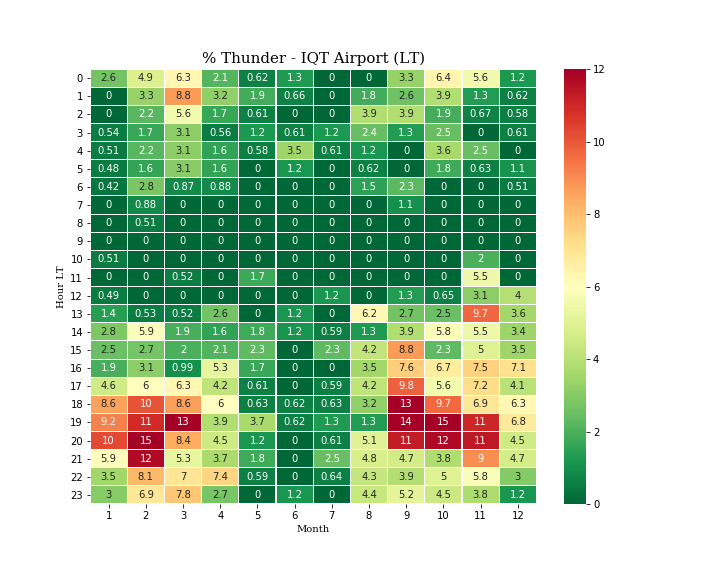 % Thunder - IQT Airport (LT)
0 2.6 4.9 6.3 2.1 0.62 1.3 0 0 3.3 6.4 5.6 1.2
1 0 3.3 8.8 3.2 1.9 0.66 0 1.8 2.6 3.9 1.3 0.62
2 0 2.2 5.6 1.7 0.61 0 0 3.9 3.9 1.9 0.67 0.58
3 0.54 1.7 3.1 0.56 1.2 0.61 1.2 2.4 1.3 2.5 0 0.61
4 0.51 2.2 3.1 1.6 0.58 3.5 0.61 1.2 0 3.6 2.5 0
5 0.48 1.6 3.1 1.6 0 1.2 0 0.62 0 1.8 0.63 1.1
6 0.42 2.8 0.87 0.88 0 0 0 1.5 2.3 0 0 0.51
7 0 0.88 0 0 0 0 0 0 1.1 0 0 0
8 0 0.51 0 0 0 0 0 0 0 0 0 0
9 0 0 0 0 0 0 0 0 0 0 0 0
10 0.51 0 0 0 0 0 0 0 0 0 2 0
11 0 0 0.52 0 1.7 0 0 0 0 0 5.5 0
12 0.49 0 0 0 0 0 1.2 0 1.3 0.65 3.1 4
13 1.4 0.53 0.52 2.6 0 1.2 0 6.2 2.7 2.5 9.7 3.6
14 2.8 5.9 1.9 1.6 1.8 1.2 0.59 1.3 3.9 5.8 5.5 3.4
15 2.5 2.7 2 2.1 2.3 0 2.3 4.2 8.8 2.3 5 3.5
16 1.9 3.1 0.99 5.3 1.7 0 0 3.5 7.6 6.7 7.5 7.1
17 4.6 6 6.3 4.2 0.61 0 0.59 4.2 9.8 5.6 7.2 4.1
18 8.6 10 8.6 6 0.63 0.62 0.63 3.2 13 9.7 6.9 6.3
19 9.2 11 13 3.9 3.7 0.62 1.3 1.3 14 15 11 6.8
20 10 15 8.4 4.5 1.2 0 0.61 5.1 11 12 11 4.5
21 5.9 12 5.3 3.7 1.8 0 2.5 4.8 4.7 3.8 9 4.7
22 3.5 8.1 7 7.4 0.59 0 0.64 4.3 3.9 5 5.8 3
23 3 6.9 7.8 2.7 0 1.2 0 4.4 5.2 4.5 3.8 1.2
1 2 3 4 5 6 7 8 9 10 11 12
Month
Hour LT
12
10
8
6
4
2
0